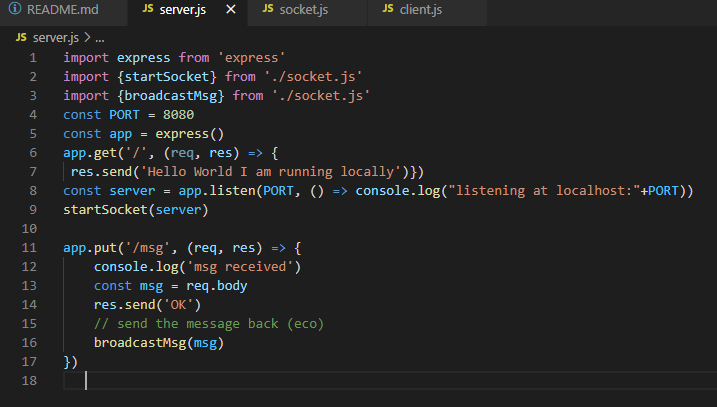 README.md JS server.js × JS socket.js JS client.js
JS server.js > ...
1 import express from 'express'
2 import {startSocket} from './socket.js'
3 import {broadcastMsg} from './socket.js'
4 const PORT = 8080
5 const app = express()
6 app.get('/', (req, res) => {
7  res.send('Hello World I am running locally')})
8 const server = app.listen(PORT, () => console.log("listening at localhost:"+PORT))
9 startSocket(server)
10
11 app.put('/msg', (req, res) => {
12     console.log('msg received')
13     const msg = req.body
14     res.send('OK')
15     // send the message back (eco)
16     broadcastMsg(msg)
17 })
18